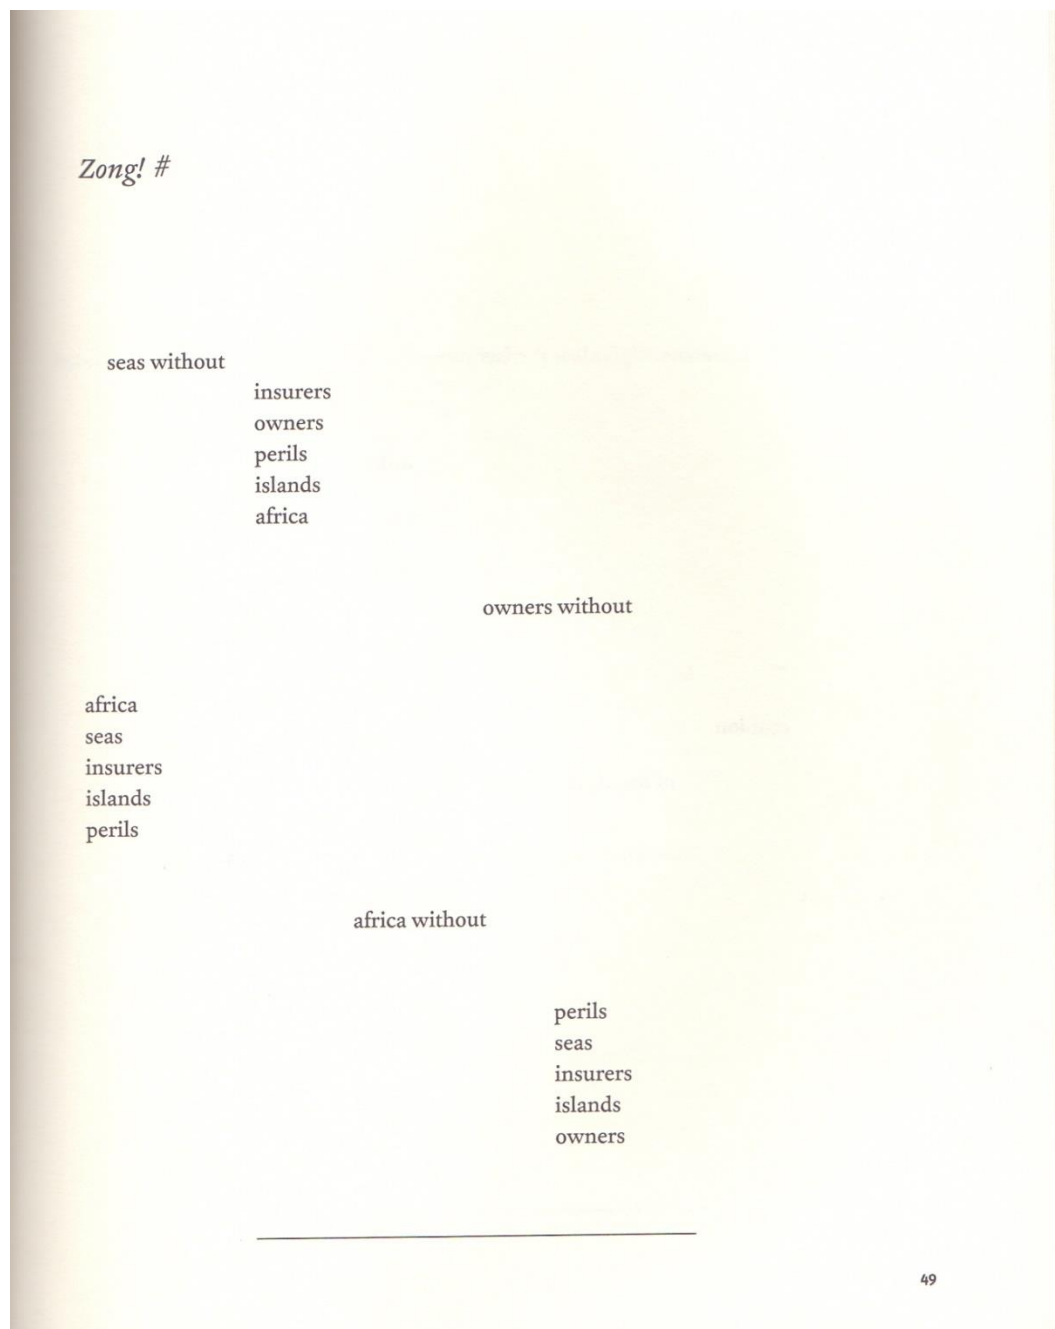 Zong! #
seas without
insurers
owners
perils
islands
africa
owners without
africa
seas
insurers
islands
perils
africa without
perils
seas
insurers
islands
owners
49